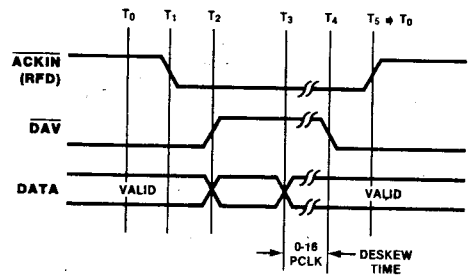 T0 T1 T2 T3 T4 T5 ⇒ T0
ACKIN
(RFD)
DAV
DATA VALID VALID
0-16
PCLK
DESKEW
TIME